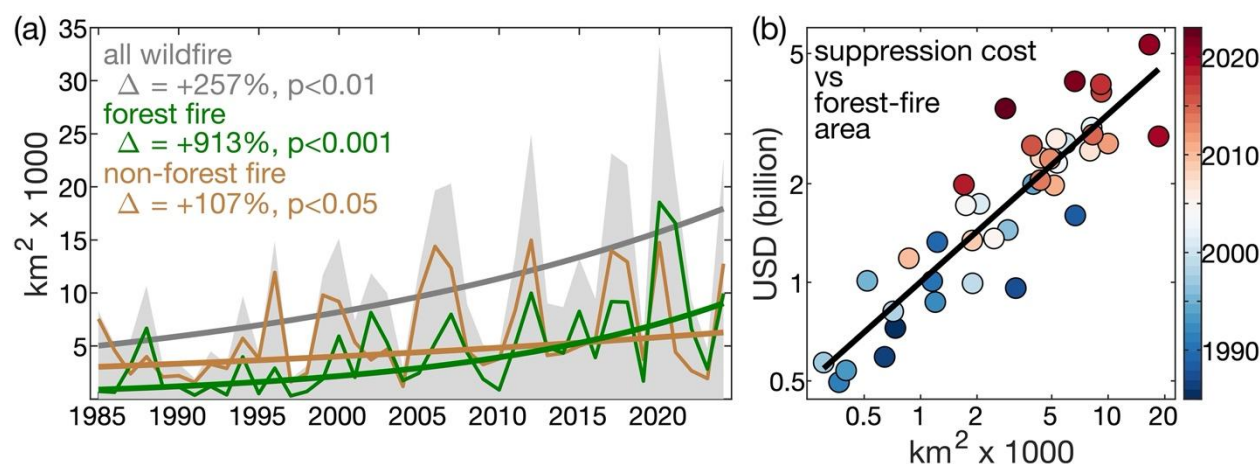 (a)
35
30
25
20
15
10
5
km² x 1000
all wildfire
Δ = +257%, p<0.01
forest fire
Δ = +913%, p<0.001
non-forest fire
Δ = +107%, p<0.05
1985 1990 1995 2000 2005 2010 2015 2020
(b)
suppression cost
vs
forest-fire
area
5
2
1
0.5
USD (billion)
0.5 1 2 5 10 20
km² x 1000
2020
2010
2000
1990